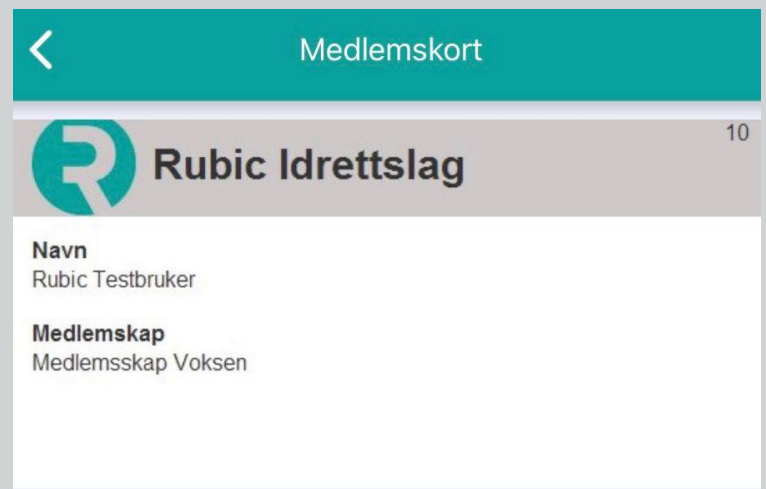 Medlemskort
Rubic Idrettslag
10
Navn
Rubic Testbruker
Medlemskap
Medlemsskap Voksen